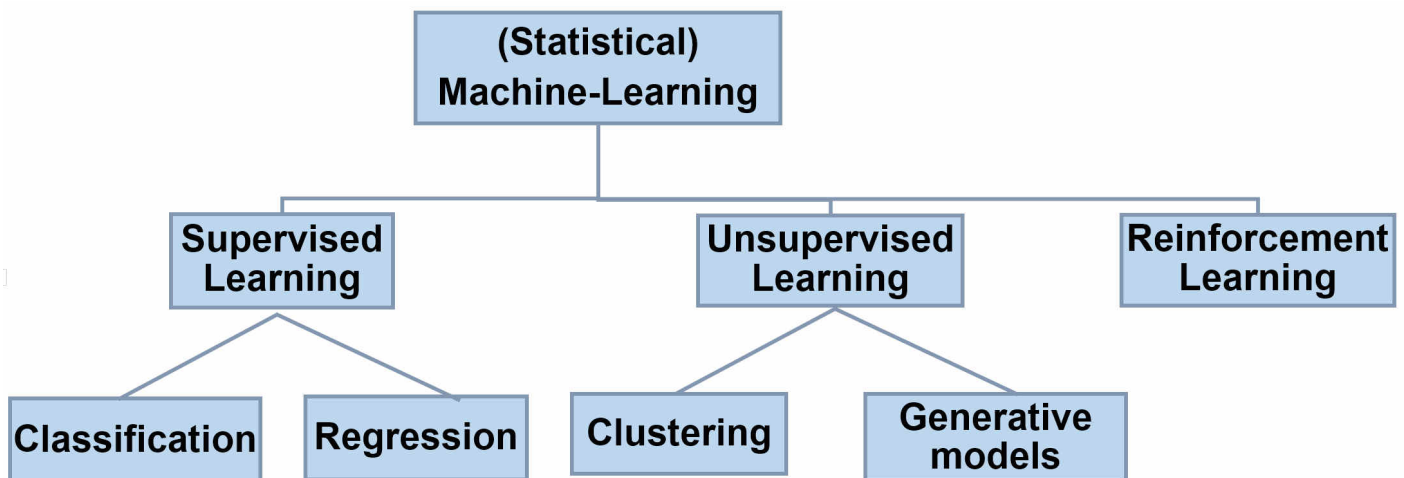 (Statistical)
Machine-Learning
Supervised
Learning
Unsupervised
Learning
Reinforcement
Learning
Classification
Regression
Clustering
Generative
models